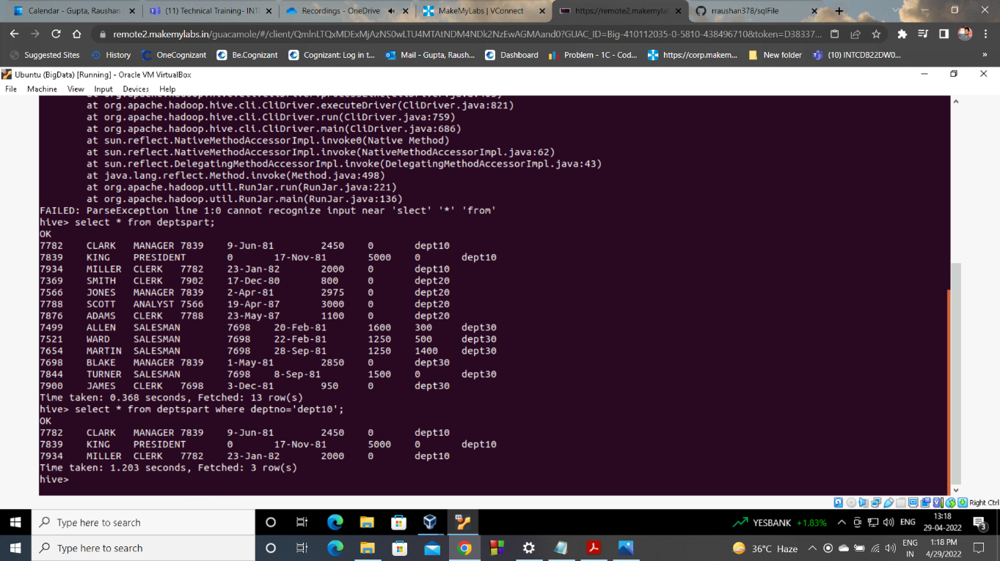 Calendar - Gupta, Raushan
(11) Technical Training- INT
Recordings - OneDrive
MakeMyLabs | VConnect
https://remote2.makemylal
rraushan378/sqlFile
remote2.makemylabs.in/guacamole/#/client/QmlnLTQxMDExMjAzNS0wLTU4MTAtNDM4NDk2NzEwAGMAand0?GUAC_ID=Big-410112035-0-5810-438496710&token=D38337...
Suggested Sites
History
OneCognizant
Be.Cognizant
Cognizant: Log in t...
Mail - Gupta, Raush...
Dashboard
Problem - 1C - Cod...
https://corp.makem...
New folder
(10) INTCDB22DW0...
»
Ubuntu (BigData) [Running] - Oracle VM VirtualBox
File Machine View Input Devices Help
at org.apache.hadoop.hive.cli.CliDriver.executeDriver(CliDriver.java:821)
at org.apache.hadoop.hive.cli.CliDriver.run(CliDriver.java:759)
at org.apache.hadoop.hive.cli.CliDriver.main(CliDriver.java:686)
at sun.reflect.NativeMethodAccessorImpl.invoke0(Native Method)
at sun.reflect.NativeMethodAccessorImpl.invoke(NativeMethodAccessorImpl.java:62)
at sun.reflect.DelegatingMethodAccessorImpl.invoke(DelegatingMethodAccessorImpl.java:43)
at java.lang.reflect.Method.invoke(Method.java:498)
at org.apache.hadoop.util.RunJar.run(RunJar.java:221)
at org.apache.hadoop.util.RunJar.main(RunJar.java:136)
FAILED: ParseException line 1:0 cannot recognize input near 'slect' '*' 'from'
hive> select * from deptspart;
OK
7782 CLARK MANAGER 7839 9-Jun-81 2450 0 dept10
7839 KING PRESIDENT 0 17-Nov-81 5000 0 dept10
7934 MILLER CLERK 7782 23-Jan-82 2000 0 dept10
7369 SMITH CLERK 7902 17-Dec-80 800 0 dept20
7566 JONES MANAGER 7839 2-Apr-81 2975 0 dept20
7788 SCOTT ANALYST 7566 19-Apr-87 3000 0 dept20
7876 ADAMS CLERK 7788 23-May-87 1100 0 dept20
7499 ALLEN SALESMAN 7698 20-Feb-81 1600 300 dept30
7521 WARD SALESMAN 7698 22-Feb-81 1250 500 dept30
7654 MARTIN SALESMAN 7698 28-Sep-81 1250 1400 dept30
7698 BLAKE MANAGER 7839 1-May-81 2850 0 dept30
7844 TURNER SALESMAN 7698 8-Sep-81 1500 0 dept30
7900 JAMES CLERK 7698 3-Dec-81 950 0 dept30
Time taken: 0.368 seconds, Fetched: 13 row(s)
hive> select * from deptspart where deptno='dept10';
OK
7782 CLARK MANAGER 7839 9-Jun-81 2450 0 dept10
7839 KING PRESIDENT 0 17-Nov-81 5000 0 dept10
7934 MILLER CLERK 7782 23-Jan-82 2000 0 dept10
Time taken: 1.203 seconds, Fetched: 3 row(s)
hive>
Right Ctrl
Type here to search
YESBANK +1.83%
ENG
13:18
29-04-2022
3
Type here to search
36°C Haze
ENG
IN
1:18 PM
4/29/2022